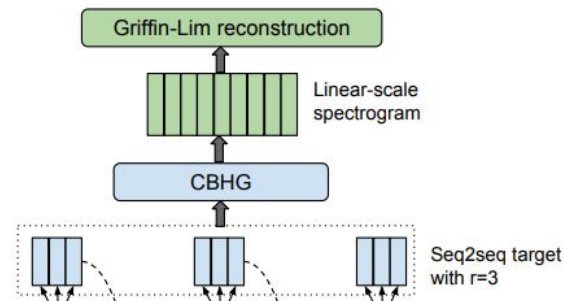 Griffin-Lim reconstruction
Linear-scale
spectrogram
CBHG
Seq2seq target
with r=3